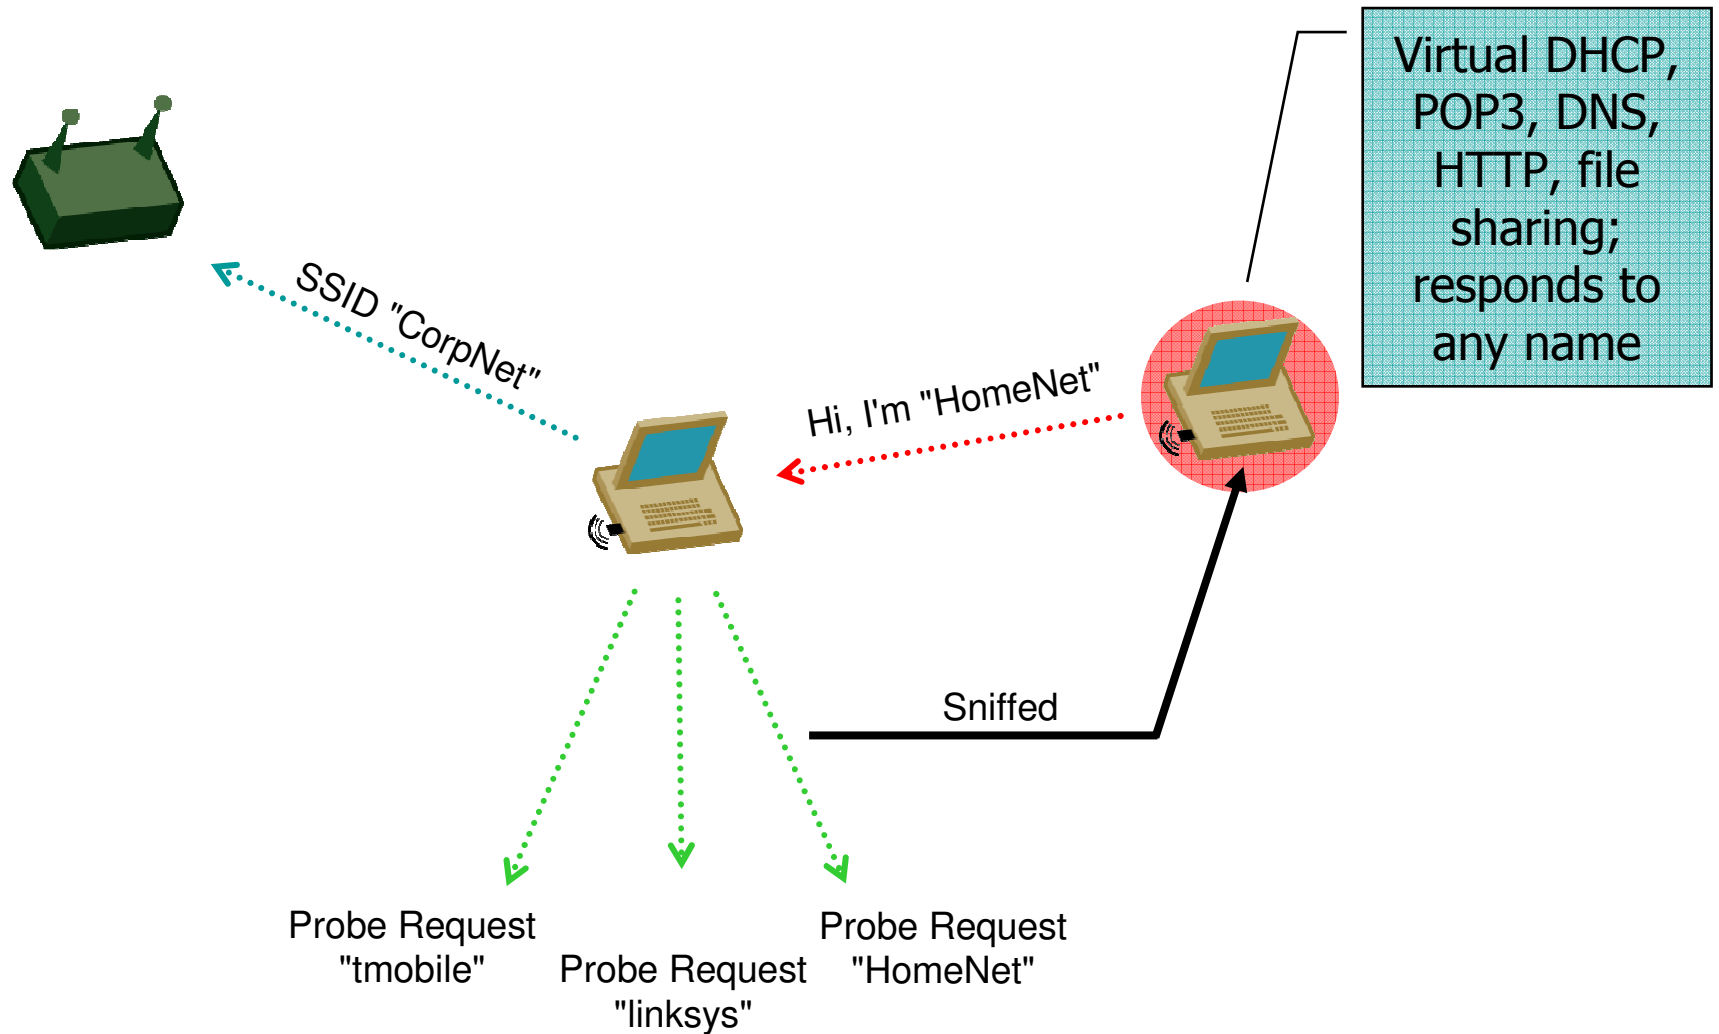 Virtual DHCP,
POP3, DNS,
HTTP, file
sharing;
responds to
any name
SSID "CorpNet"
Hi, I'm "HomeNet"
Sniffed
Probe Request
"tmobile"
Probe Request
"linksys"
Probe Request
"HomeNet"